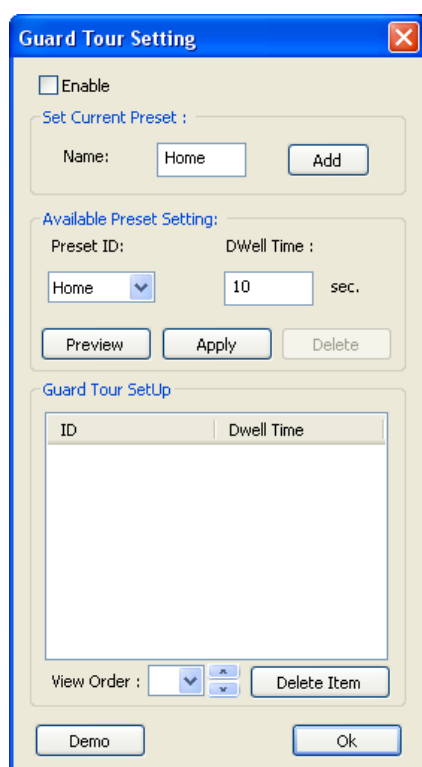 Guard Tour Setting
Enable
Set Current Preset :
Name: Home Add
Available Preset Setting:
Preset ID: DWell Time :
Home 10 sec.
Preview Apply Delete
Guard Tour SetUp
ID Dwell Time
View Order : Delete Item
Demo Ok